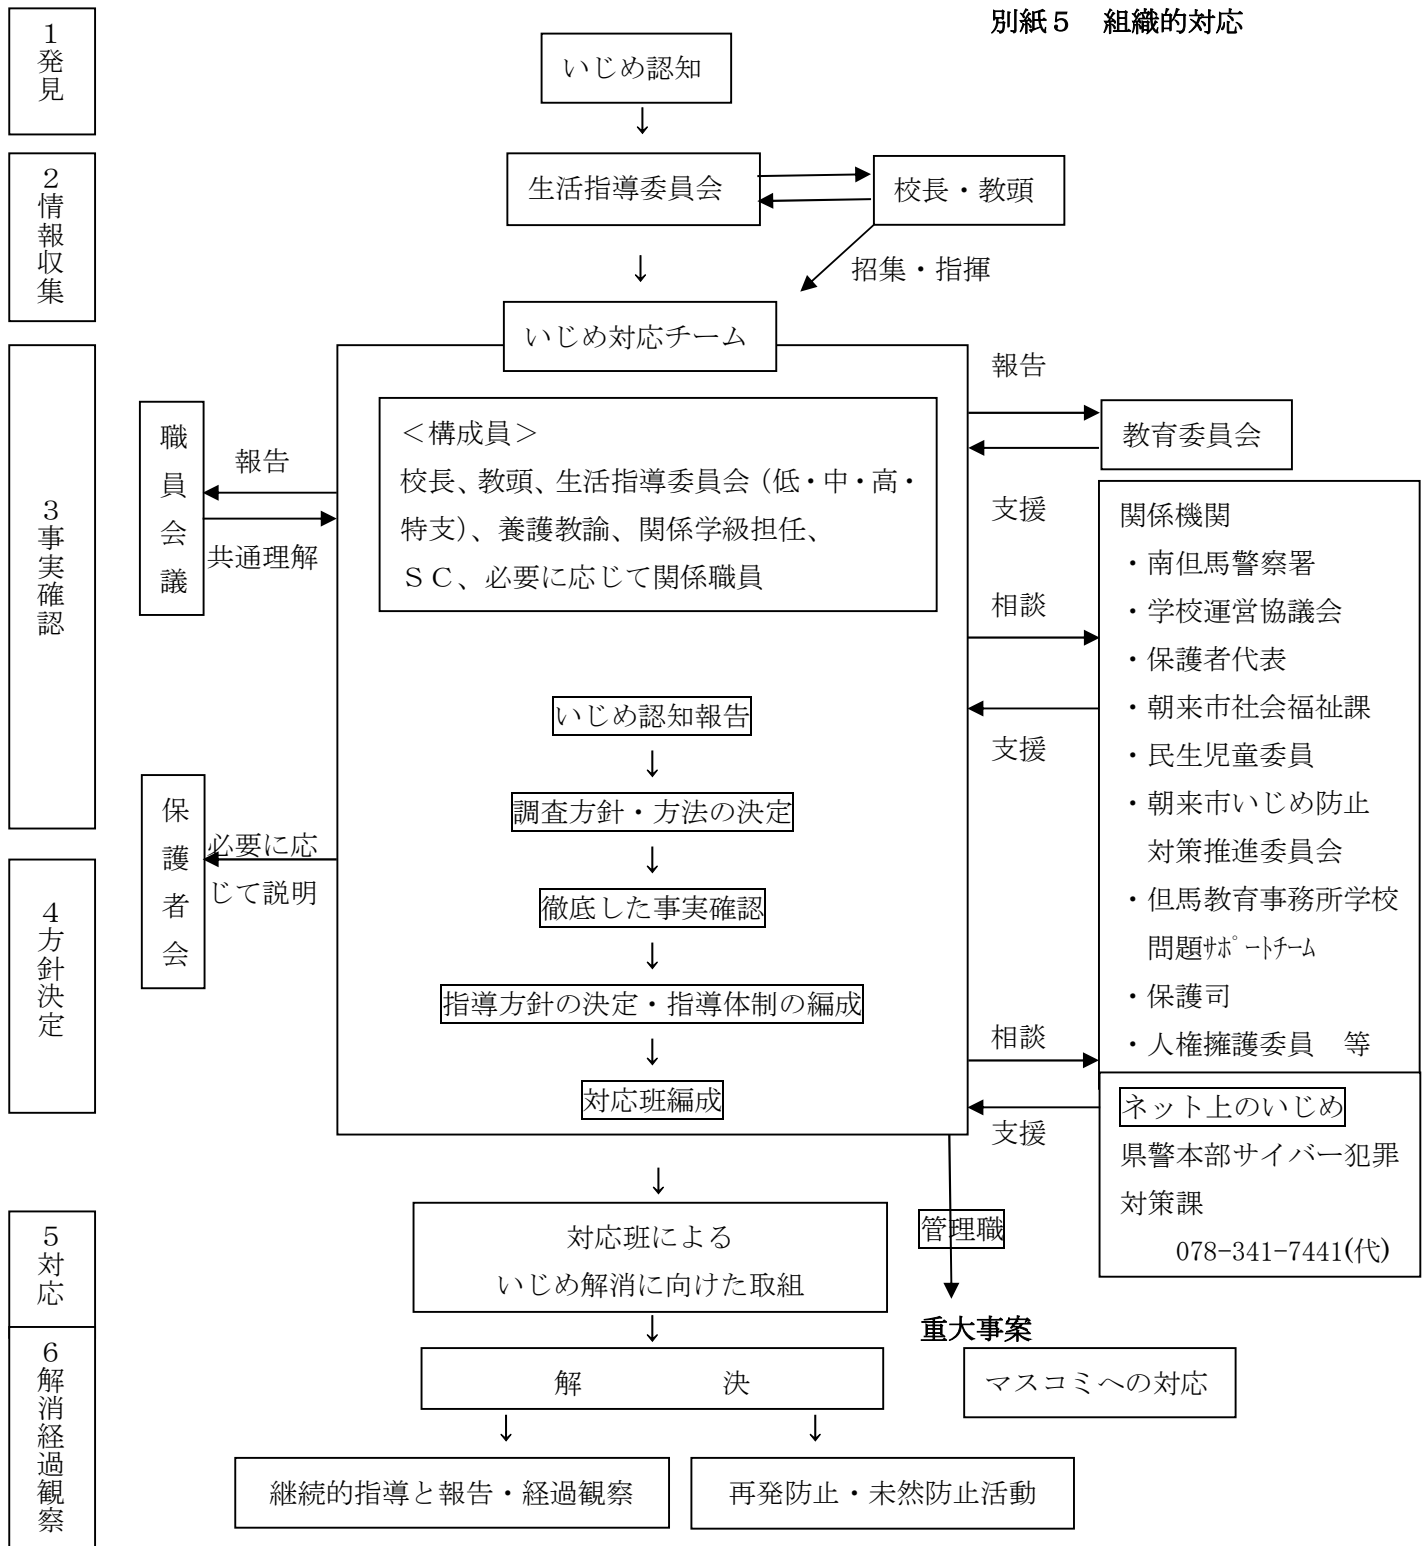 別紙５　組織的対応
１発見
いじめ認知
↓
２情報収集
生活指導委員会
校長・教頭
↓
招集・指揮
いじめ対応チーム
３事実確認
＜構成員＞
校長、教頭、生活指導委員会（低・中・高・
特支）、養護教諭、関係学級担任、
ＳＣ、必要に応じて関係職員
職員会議
報告
共通理解
報告
教育委員会
支援
関係機関
・南但馬警察署
・学校運営協議会
・保護者代表
・朝来市社会福祉課
・民生児童委員
・朝来市いじめ防止
対策推進委員会
・但馬教育事務所学校
問題ｻﾎﾟｰﾄﾁｰﾑ
・保護司
・人権擁護委員　等
相談
支援
いじめ認知報告
↓
調査方針・方法の決定
↓
徹底した事実確認
↓
指導方針の決定・指導体制の編成
↓
対応班編成
保護者会
必要に応
じて説明
４方針決定
相談
支援
ネット上のいじめ
県警本部サイバー犯罪
対策課
078-341-7441(代)
↓
５対応
対応班による
いじめ解消に向けた取組
管理職
↓
重大事案
６解消経過観察
解　　　　　決
マスコミへの対応
↓　↓
継続的指導と報告・経過観察
再発防止・未然防止活動